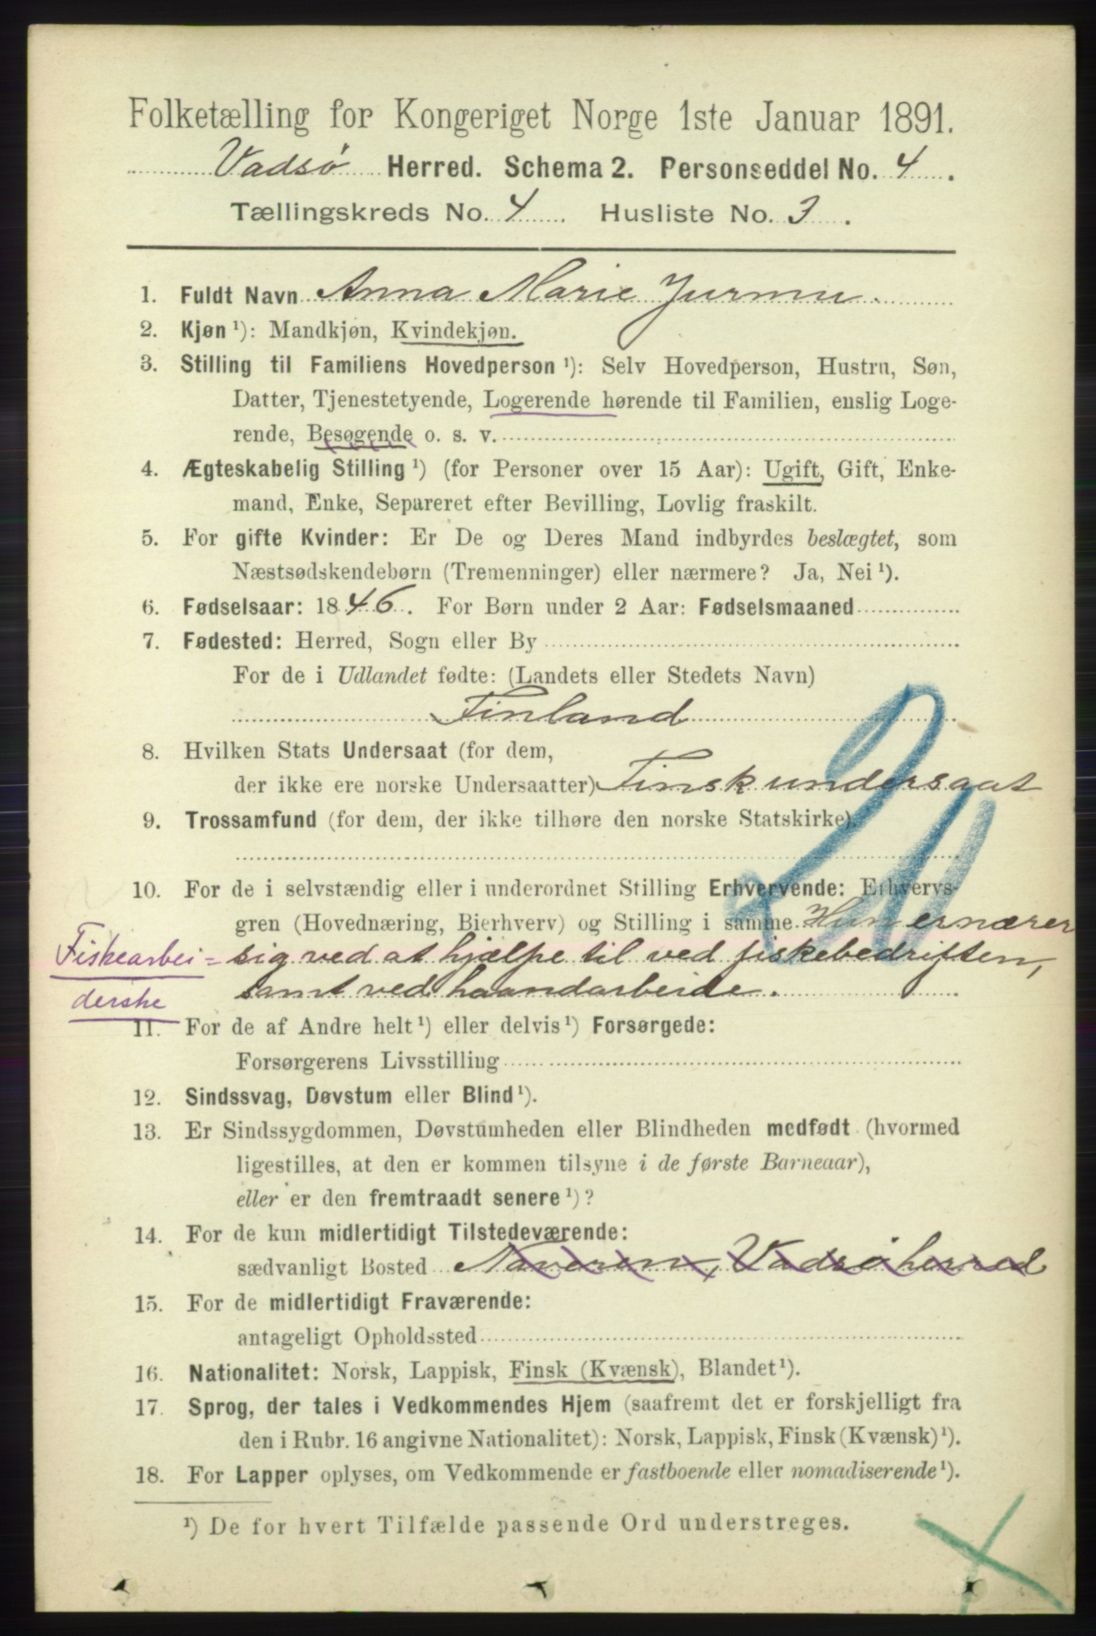 Folketælling for Kongeriget Norge 1ste Januar 1891.
Vadsø Herred. Schema 2. Personseddel No. 4.
Tællingskreds No. 4 Husliste No. 3.
1. Fuldt Navn Anna Marie Jurmu.
2. Kjøn ¹): Mandkjøn, Kvindekjøn.
3. Stilling til Familiens Hovedperson ¹): Selv Hovedperson, Hustru, Søn,
Datter, Tjenestetyende, Logerende hørende til Familien, enslig Loge-
rende, Besøgende o. s. v.
4. Ægteskabelig Stilling ¹) (for Personer over 15 Aar): Ugift, Gift, Enke-
mand, Enke, Separeret efter Bevilling, Lovlig fraskilt.
5. For gifte Kvinder: Er De og Deres Mand indbyrdes beslægtet, som
Næstsødskendebørn (Tremenninger) eller nærmere? Ja, Nei ¹).
6. Fødselsaar: 1846. For Børn under 2 Aar: Fødselsmaaned
7. Fødested: Herred, Sogn eller By
For de i Udlandet fødte: (Landets eller Stedets Navn)
Finland
8. Hvilken Stats Undersaat (for dem,
der ikke ere norske Undersaatter) Finsk undersaat
9. Trossamfund (for dem, der ikke tilhøre den norske Statskirke)
10. For de i selvstændig eller i underordnet Stilling Erhvervende: Erhvervs-
gren (Hovednæring, Bierhverv) og Stilling i samme. Hun ernærer
Fiskearbei= sig ved at hjælpe til ved fiskebedriften,
derske samt ved haandarbeide.
11. For de af Andre helt ¹) eller delvis ¹) Forsørgede:
Forsørgerens Livsstilling
12. Sindssvag, Døvstum eller Blind ¹).
13. Er Sindssygdommen, Døvstumheden eller Blindheden medfødt (hvormed
ligestilles, at den er kommen tilsyne i de første Barneaar),
eller er den fremtraadt senere ¹)?
14. For de kun midlertidigt Tilstedeværende:
sædvanligt Bosted Vadsø herred
15. For de midlertidigt Fraværende:
antageligt Opholdssted
16. Nationalitet: Norsk, Lappisk, Finsk (Kvænsk), Blandet ¹).
17. Sprog, der tales i Vedkommendes Hjem (saafremt det er forskjelligt fra
den i Rubr. 16 angivne Nationalitet): Norsk, Lappisk, Finsk (Kvænsk) ¹).
18. For Lapper oplyses, om Vedkommende er fastboende eller nomadiserende ¹).
¹) De for hvert Tilfælde passende Ord understreges.